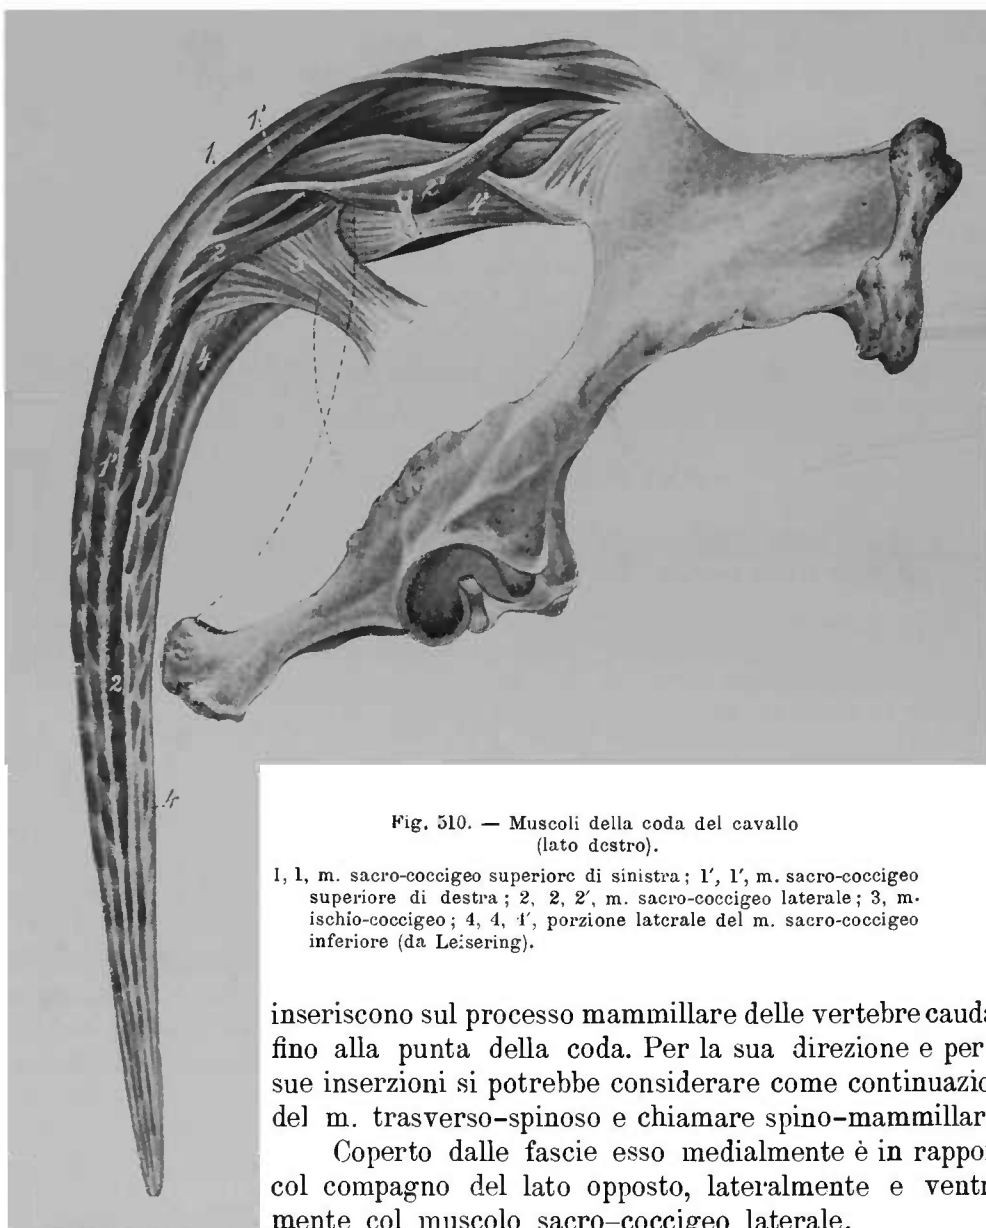 1.
1'
2'
4'
2
3
4
1'
1
2
4
Fig. 510. — Muscoli della coda del cavallo
(lato destro).
1, 1, m. sacro-coccigeo superiore di sinistra; 1′, 1′, m. sacro-coccigeo
superiore di destra; 2, 2, 2′, m. sacro-coccigeo laterale; 3, m.
ischio-coccigeo; 4, 4, 4′, porzione laterale del m. sacro-coccigeo
inferiore (da Leisering).
inseriscono sul processo mammillare delle vertebre cauda
fino alla punta della coda. Per la sua direzione e per
sue inserzioni si potrebbe considerare come continuazio
del m. trasverso-spinoso e chiamare spino-mammillar
Coperto dalle fascie esso medialmente è in rappo
col compagno del lato opposto, lateralmente e ventr
mente col muscolo sacro-coccigeo laterale.